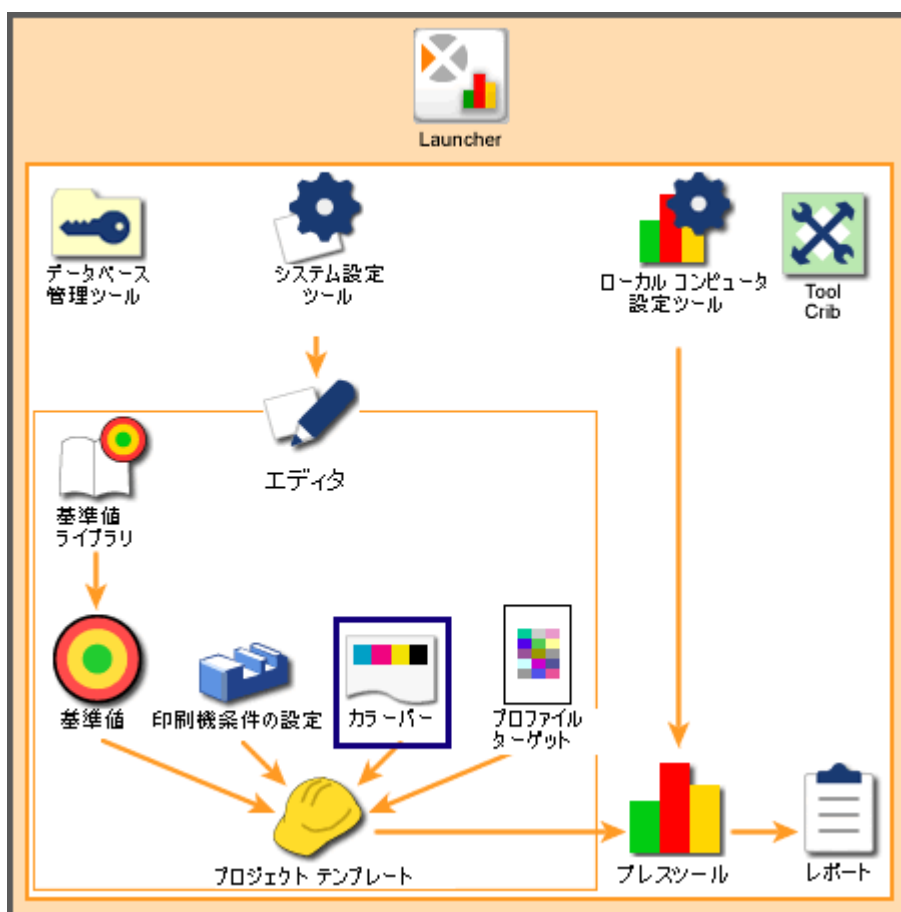 Launcher
データベース
管理ツール
システム設定
ツール
ローカル コンピュータ
設定ツール
Tool
Crib
エディタ
基準値
ライブラリ
基準値
印刷機条件の設定
カラーバー
プロファイル
ターゲット
プロジェクト テンプレート
プレスツール
レポート